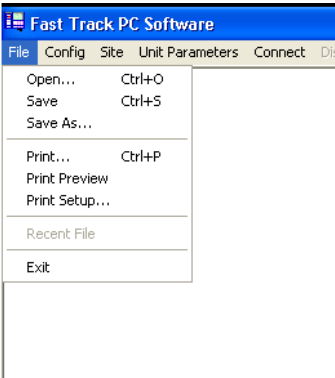 Fast Track PC Software
File Config Site Unit Parameters Connect
Open... Ctrl+O
Save Ctrl+S
Save As...
Print... Ctrl+P
Print Preview
Print Setup...
Recent File
Exit